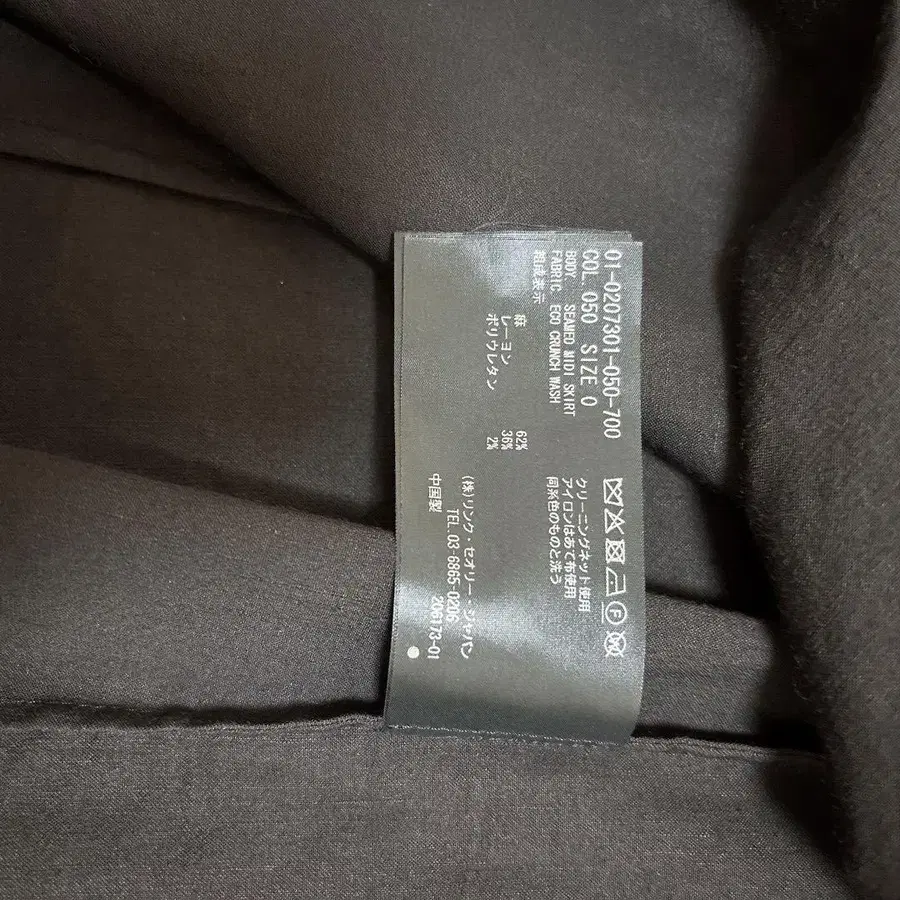 01-0207301-050-700
COL. 050 SIZE 0
BODY. SEAMED MIDI SKIRT
FABRIC ECO CRUNCH WASH
組成表示
麻 62%
レーヨン 36%
ポリウレタン 2%
F
W
クリーニングネット使用
アイロンはあて布使用
同系色のものと洗う
(株)リンク・セオリー・ジャパン
TEL. 03-6865-0206
中国製 206173-01